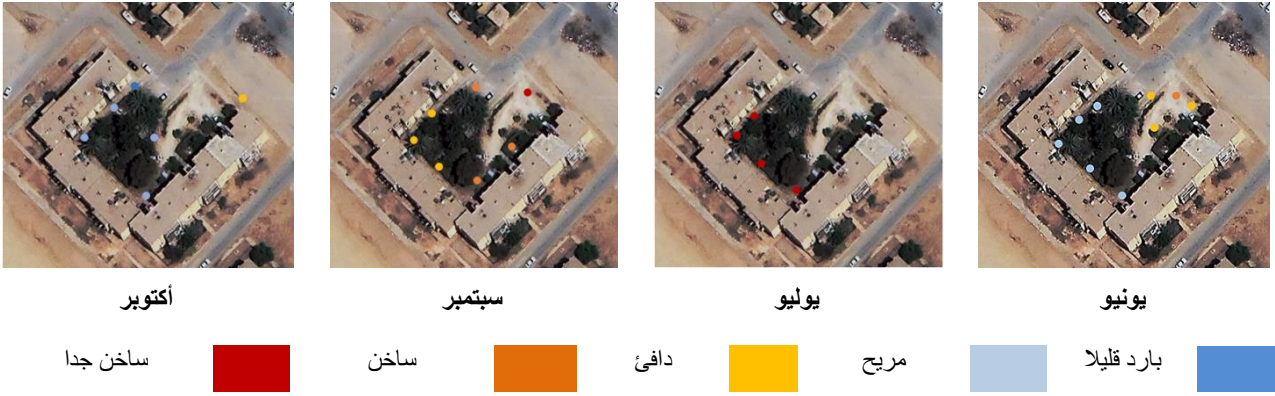 يونيو يوليو سبتمبر أكتوبر
بارد قليلا مريح دافئ ساخن ساخن جدا